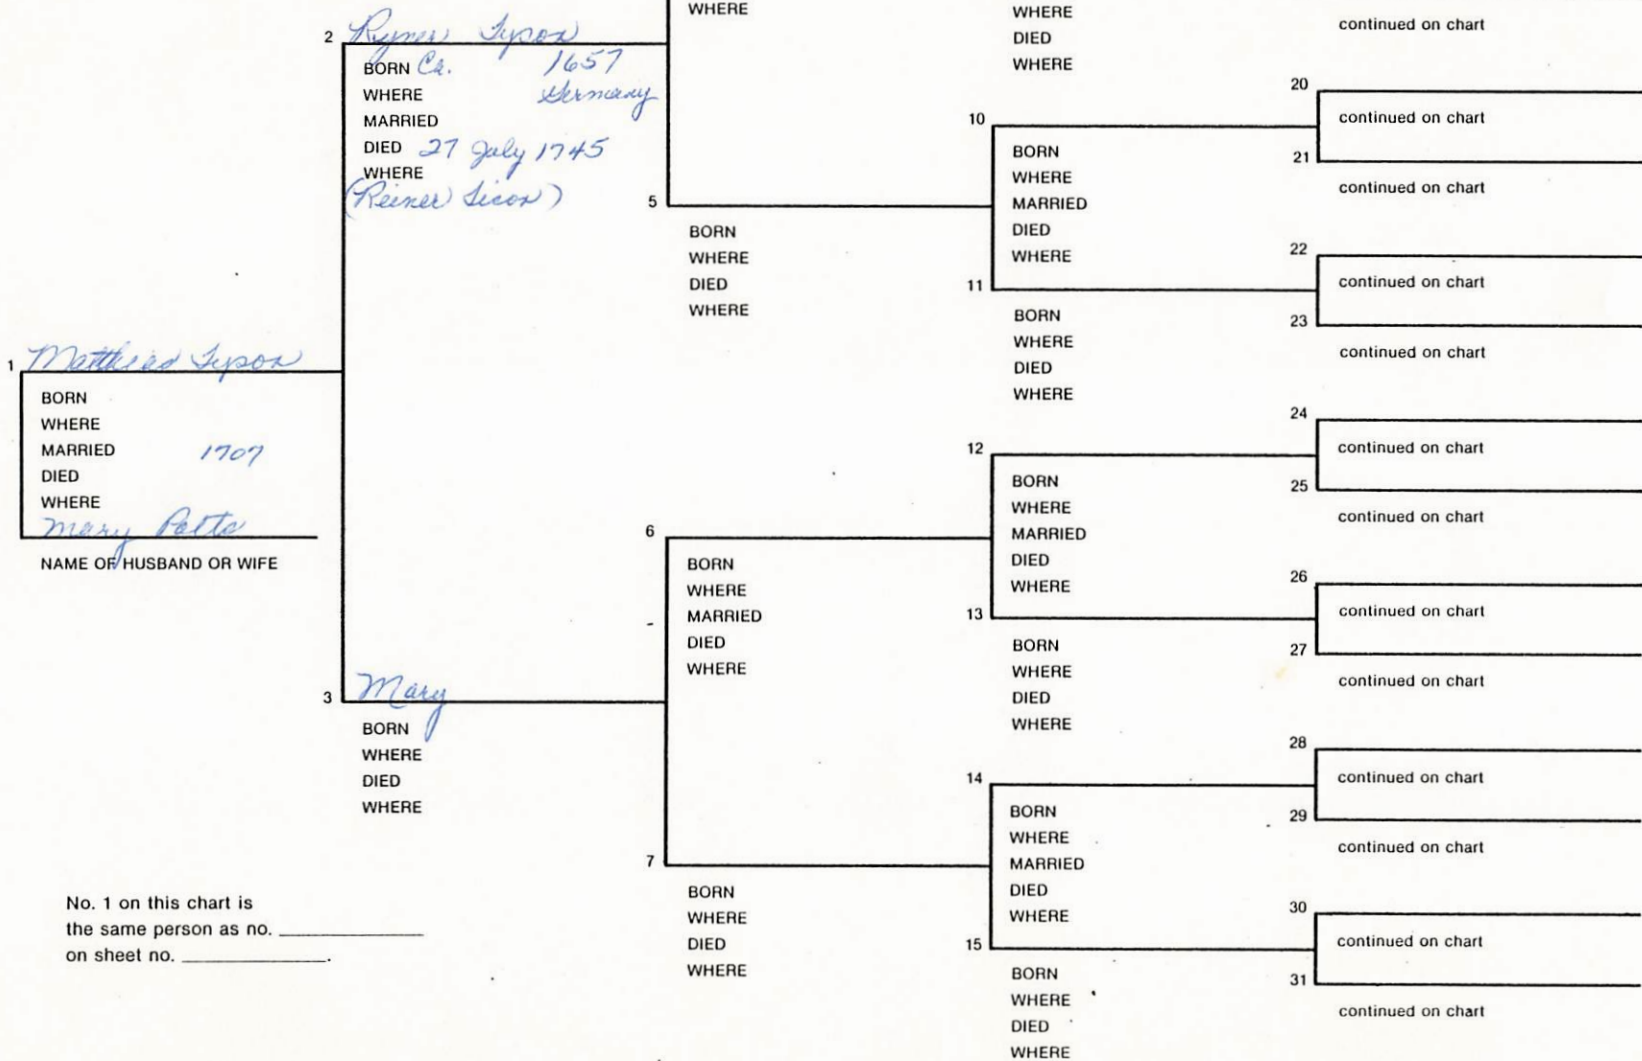 1 Matthias Tyson
BORN
WHERE
MARRIED 1707
DIED
WHERE
Mary Potts
NAME OF HUSBAND OR WIFE
No. 1 on this chart is
the same person as no. ____________
on sheet no. ____________.
2 Ryner Tyson
BORN Ca. 1657
WHERE Germany
MARRIED
DIED 27 July 1745
WHERE
(Reiner Tison)
3 Mary
BORN
WHERE
DIED
WHERE
WHERE
5
BORN
WHERE
DIED
WHERE
6
BORN
WHERE
MARRIED
DIED
WHERE
7
BORN
WHERE
DIED
WHERE
WHERE
DIED
WHERE
10
BORN
WHERE
MARRIED
DIED
WHERE
11
BORN
WHERE
DIED
WHERE
12
BORN
WHERE
MARRIED
DIED
WHERE
13
BORN
WHERE
DIED
WHERE
14
BORN
WHERE
MARRIED
DIED
WHERE
15
BORN
WHERE
DIED
WHERE
continued on chart
20
continued on chart
21
continued on chart
22
continued on chart
23
continued on chart
24
continued on chart
25
continued on chart
26
continued on chart
27
continued on chart
28
continued on chart
29
continued on chart
30
continued on chart
31
continued on chart